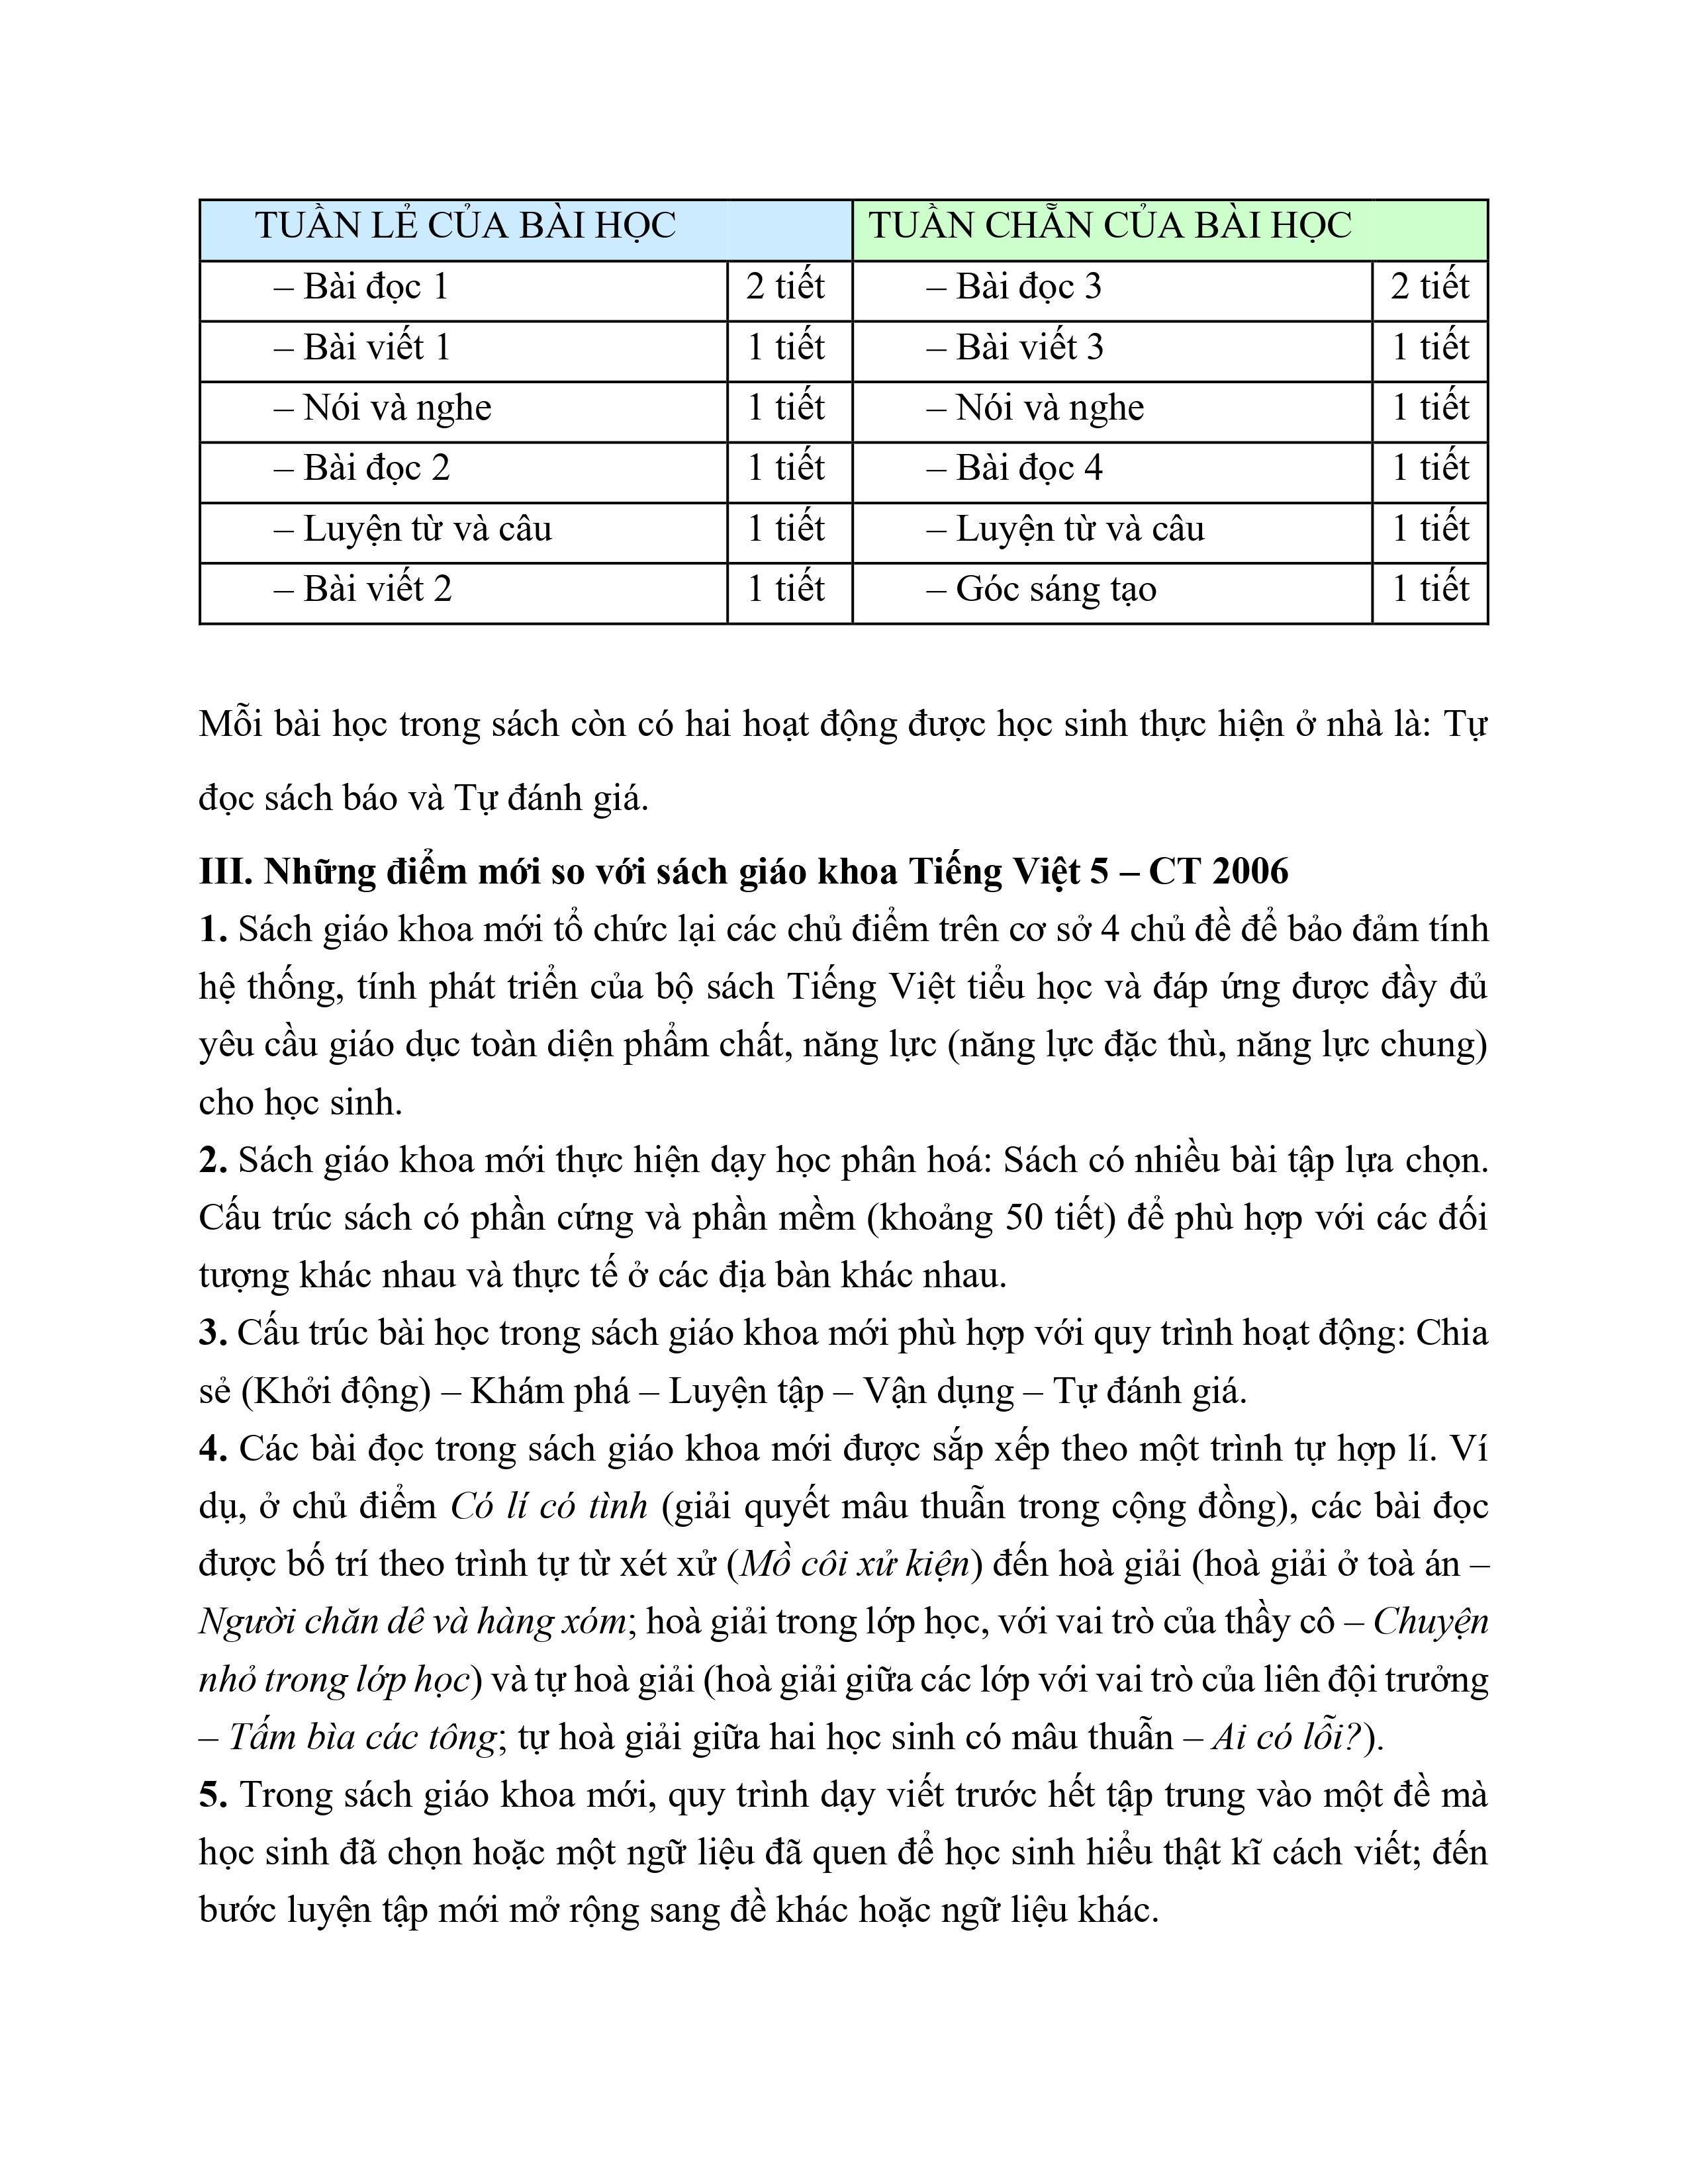 TUẦN LẺ CỦA BÀI HỌC TUẦN CHẴN CỦA BÀI HỌC
– Bài đọc 1 2 tiết – Bài đọc 3 2 tiết
– Bài viết 1 1 tiết – Bài viết 3 1 tiết
– Nói và nghe 1 tiết – Nói và nghe 1 tiết
– Bài đọc 2 1 tiết – Bài đọc 4 1 tiết
– Luyện từ và câu 1 tiết – Luyện từ và câu 1 tiết
– Bài viết 2 1 tiết – Góc sáng tạo 1 tiết
Mỗi bài học trong sách còn có hai hoạt động được học sinh thực hiện ở nhà là: Tự
đọc sách báo và Tự đánh giá.
III. Những điểm mới so với sách giáo khoa Tiếng Việt 5 – CT 2006
1. Sách giáo khoa mới tổ chức lại các chủ điểm trên cơ sở 4 chủ đề để bảo đảm tính
hệ thống, tính phát triển của bộ sách Tiếng Việt tiểu học và đáp ứng được đầy đủ
yêu cầu giáo dục toàn diện phẩm chất, năng lực (năng lực đặc thù, năng lực chung)
cho học sinh.
2. Sách giáo khoa mới thực hiện dạy học phân hoá: Sách có nhiều bài tập lựa chọn.
Cấu trúc sách có phần cứng và phần mềm (khoảng 50 tiết) để phù hợp với các đối
tượng khác nhau và thực tế ở các địa bàn khác nhau.
3. Cấu trúc bài học trong sách giáo khoa mới phù hợp với quy trình hoạt động: Chia
sẻ (Khởi động) – Khám phá – Luyện tập – Vận dụng – Tự đánh giá.
4. Các bài đọc trong sách giáo khoa mới được sắp xếp theo một trình tự hợp lí. Ví
dụ, ở chủ điểm Có lí có tình (giải quyết mâu thuẫn trong cộng đồng), các bài đọc
được bố trí theo trình tự từ xét xử (Mồ côi xử kiện) đến hoà giải (hoà giải ở toà án –
Người chăn dê và hàng xóm; hoà giải trong lớp học, với vai trò của thầy cô – Chuyện
nhỏ trong lớp học) và tự hoà giải (hoà giải giữa các lớp với vai trò của liên đội trưởng
– Tấm bìa các tông; tự hoà giải giữa hai học sinh có mâu thuẫn – Ai có lỗi?).
5. Trong sách giáo khoa mới, quy trình dạy viết trước hết tập trung vào một đề mà
học sinh đã chọn hoặc một ngữ liệu đã quen để học sinh hiểu thật kĩ cách viết; đến
bước luyện tập mới mở rộng sang đề khác hoặc ngữ liệu khác.